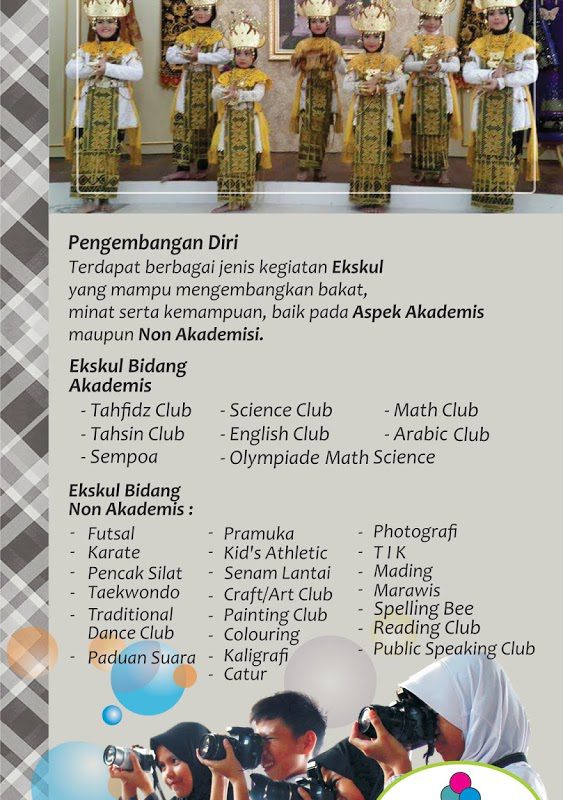 Pengembangan Diri
Terdapat berbagai jenis kegiatan Ekskul
yang mampu mengembangkan bakat,
minat serta kemampuan, baik pada Aspek Akademis
maupun Non Akademisi.
Ekskul Bidang
Akademis
- Tahfidz Club - Science Club - Math Club
- Tahsin Club - English Club - Arabic Club
- Sempoa - Olympiade Math Science
Ekskul Bidang
Non Akademis :
- Futsal - Pramuka - Photografi
- Karate - Kid's Athletic - T I K
- Pencak Silat - Senam Lantai - Mading
- Taekwondo - Craft/Art Club - Marawis
- Traditional - Painting Club - Spelling Bee
Dance Club - Colouring - Reading Club
- Paduan Suara - Kaligrafi - Public Speaking Club
- Catur